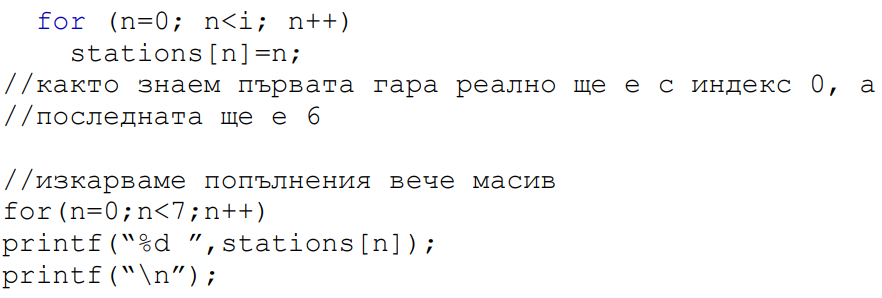 for (n=0; n<i; n++)
stations[n]=n;
//както знаем първата гара реално ще е с индекс 0, а
//последната ще е 6
//изкарваме попълнения вече масив
for(n=0;n<7;n++)
printf(“%d ”,stations[n]);
printf(“\n”);